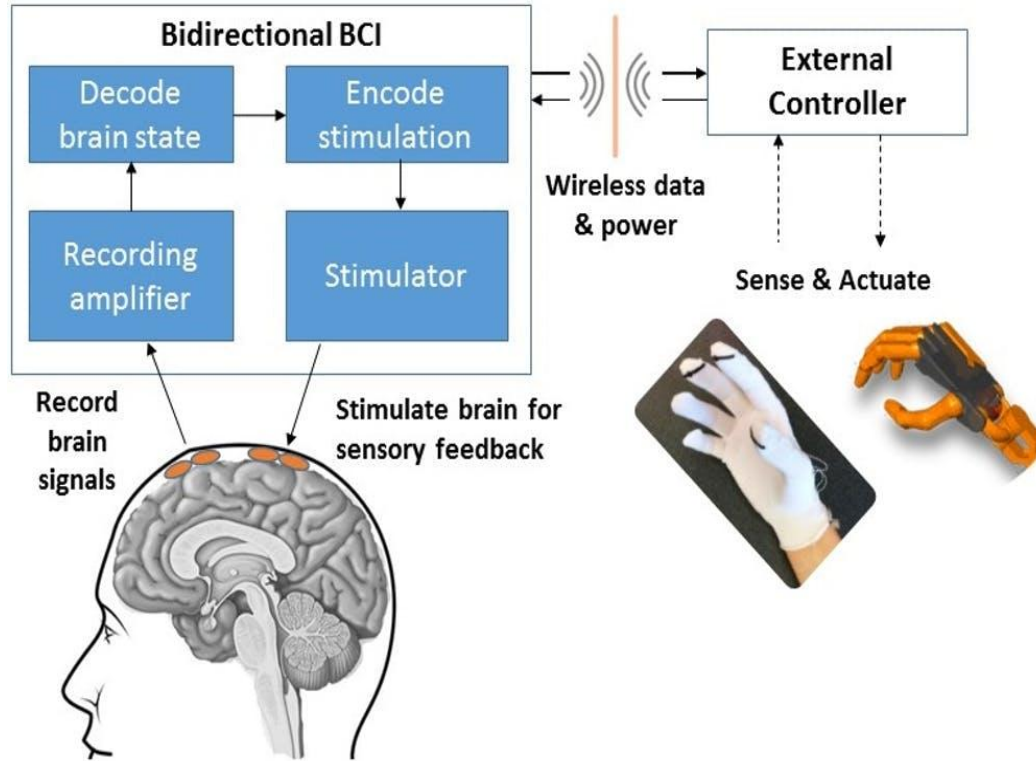 Bidirectional BCI
Decode
brain state
Encode
stimulation
Recording
amplifier
Stimulator
External
Controller
Wireless data
& power
Sense & Actuate
Record
brain
signals
Stimulate brain for
sensory feedback